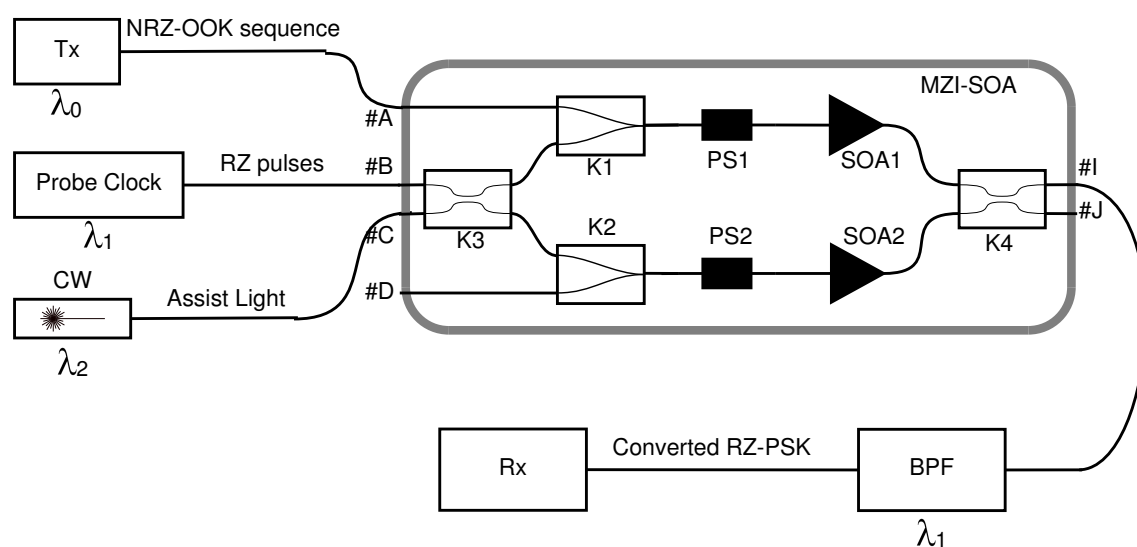 NRZ-OOK sequence
Tx
λ0
MZI-SOA
#A
K1
PS1
SOA1
#B
RZ pulses
Probe Clock
λ1
K3
#C
#I
#J
K4
K2
PS2
SOA2
CW
Assist Light
#D
λ2
Converted RZ-PSK
Rx
BPF
λ1